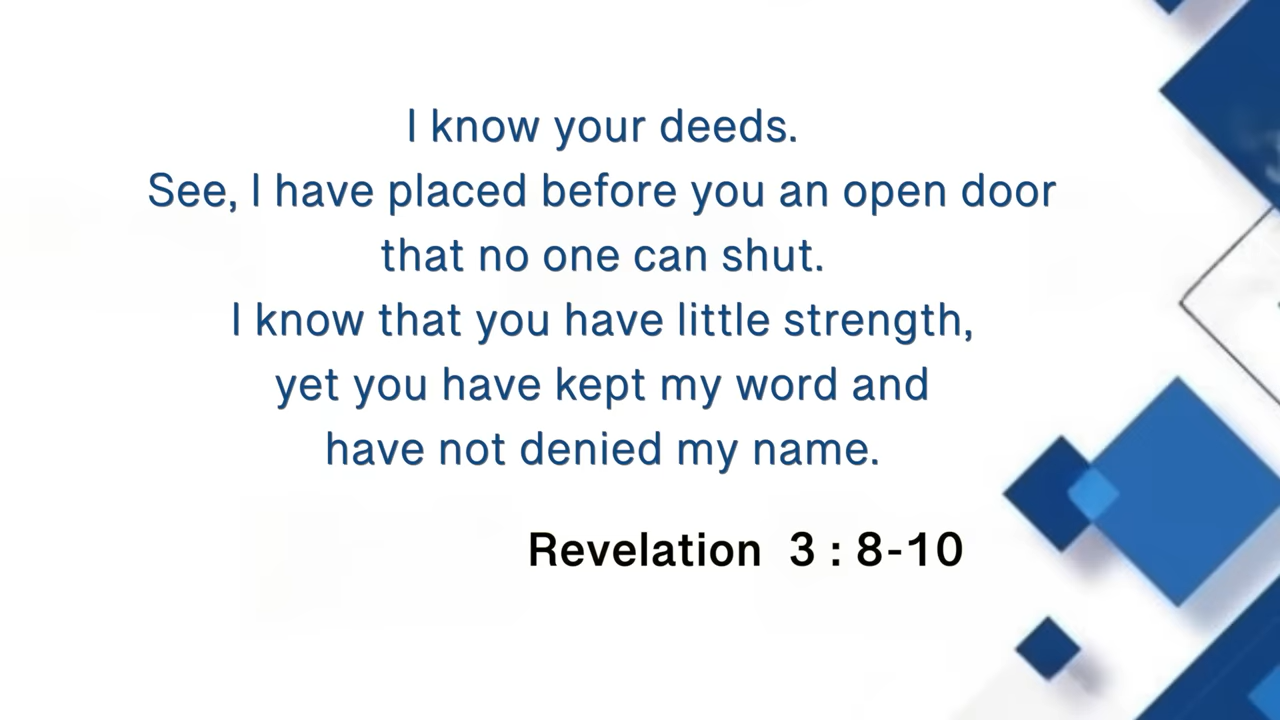 I know your deeds.
See, I have placed before you an open door
that no one can shut.
I know that you have little strength,
yet you have kept my word and
have not denied my name.
Revelation 3 : 8-10